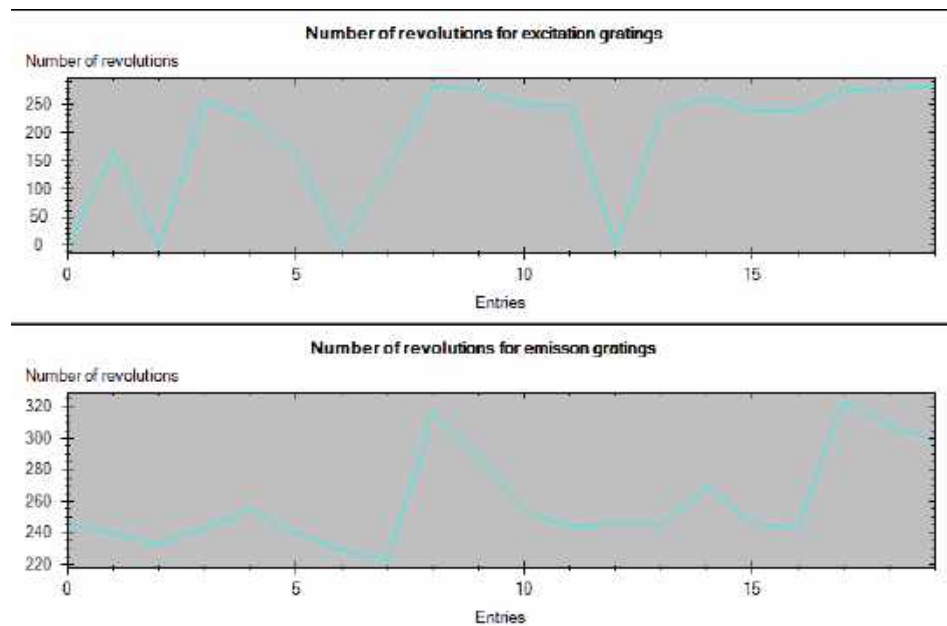 Number of revolutions for excitation gratings
Number of revolutions
250
200
150
100
50
0
0 5 10 15
Entries
Number of revolutions for emisson gratings
Number of revolutions
320
300
280
260
240
220
0 5 10 15
Entries